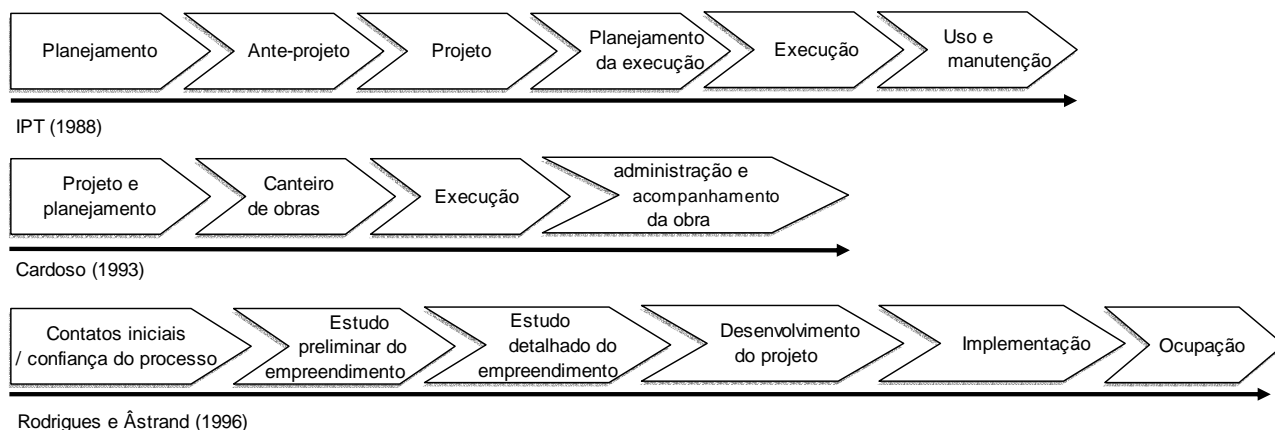 Planejamento
Ante-projeto
Projeto
Planejamento
da execução
Execução
Uso e
manutenção
IPT (1988)
Projeto e
planejamento
Canteiro
de obras
Execução
administração e
acompanhamento
da obra
Cardoso (1993)
Contatos iniciais
/ confiança do processo
Estudo
preliminar do
empreendimento
Estudo
detalhado do
empreendimento
Desenvolvimento
do projeto
Implementação
Ocupação
Rodrigues e Âstrand (1996)